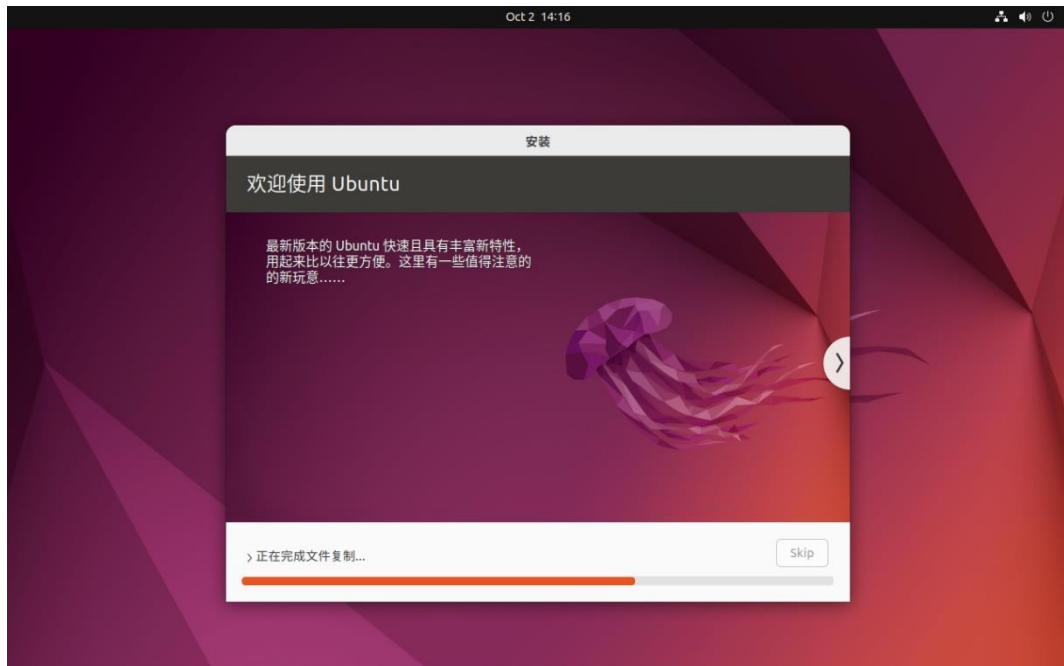 Oct 2 14:16
安装
欢迎使用 Ubuntu
最新版本的 Ubuntu 快速且具有丰富新特性，
用起来比以往更方便。这里有一些值得注意的
的新玩意……
正在完成文件复制...
Skip